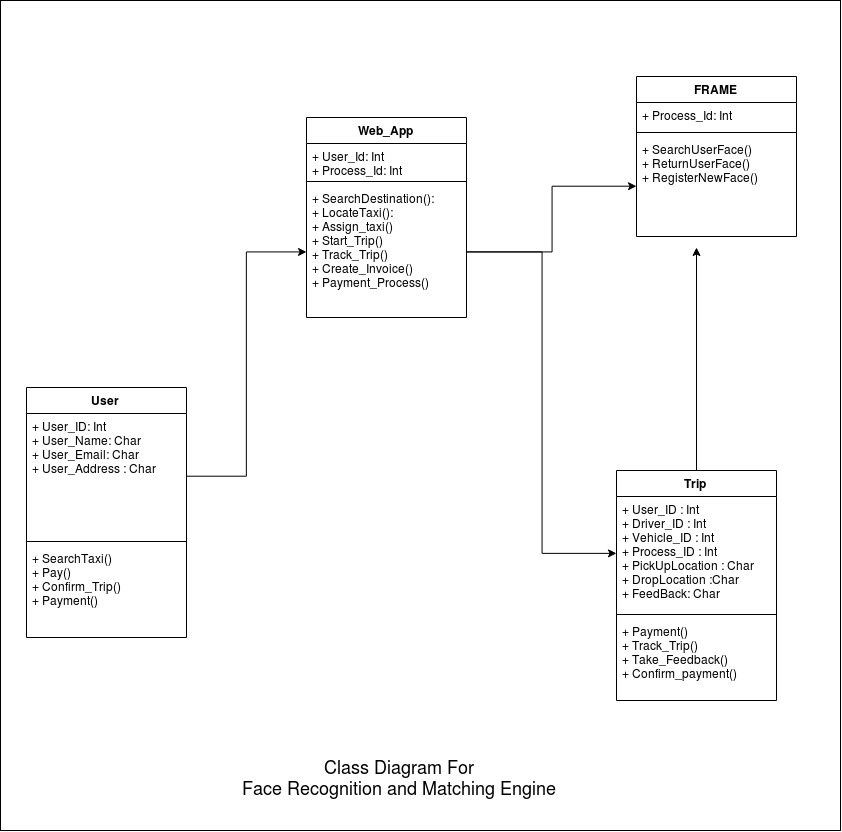 FRAME
+ Process_Id: Int
+ SearchUserFace()
+ ReturnUserFace()
+ RegisterNewFace()
Web_App
+ User_Id: Int
+ Process_Id: Int
+ SearchDestination():
+ LocateTaxi():
+ Assign_taxi()
+ Start_Trip()
+ Track_Trip()
+ Create_Invoice()
+ Payment_Process()
User
+ User_ID: Int
+ User_Name: Char
+ User_Email: Char
+ User_Address : Char
+ SearchTaxi()
+ Pay()
+ Confirm_Trip()
+ Payment()
Trip
+ User_ID : Int
+ Driver_ID : Int
+ Vehicle_ID : Int
+ Process_ID : Int
+ PickUpLocation : Char
+ DropLocation :Char
+ FeedBack: Char
+ Payment()
+ Track_Trip()
+ Take_Feedback()
+ Confirm_payment()
Class Diagram For
Face Recognition and Matching Engine